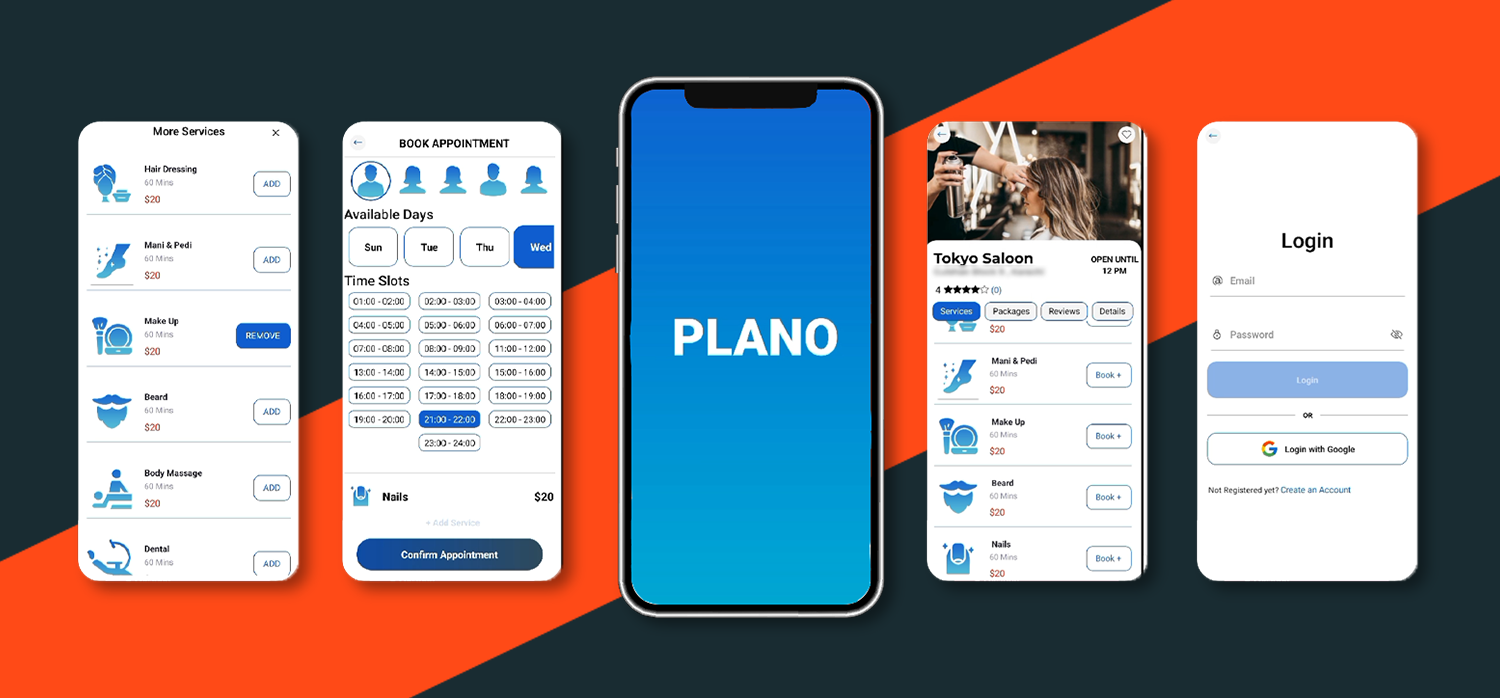 More Services
Hair Dressing
60 Mins
$20
ADD
Mani & Pedi
60 Mins
$20
ADD
Make Up
60 Mins
$20
REMOVE
Beard
60 Mins
$20
ADD
Body Massage
60 Mins
$20
ADD
Dental
60 Mins
ADD
BOOK APPOINTMENT
Available Days
Sun Tue Thu Wed
Time Slots
01:00 - 02:00 02:00 - 03:00 03:00 - 04:00
04:00 - 05:00 05:00 - 06:00 06:00 - 07:00
07:00 - 08:00 08:00 - 09:00 11:00 - 12:00
13:00 - 14:00 14:00 - 15:00 15:00 - 16:00
16:00 - 17:00 17:00 - 18:00 18:00 - 19:00
19:00 - 20:00 21:00 - 22:00 22:00 - 23:00
23:00 - 24:00
Nails $20
+ Add Service
Confirm Appointment
PLANO
Tokyo Saloon
OPEN UNTIL
12 PM
4 ★★★★☆ (0)
Services Packages Reviews Details
$20
Mani & Pedi
60 Mins
$20
Book +
Make Up
60 Mins
$20
Book +
Beard
60 Mins
$20
Book +
Nails
60 Mins
$20
Book +
Login
Email
Password
Login
OR
Login with Google
Not Registered yet? Create an Account